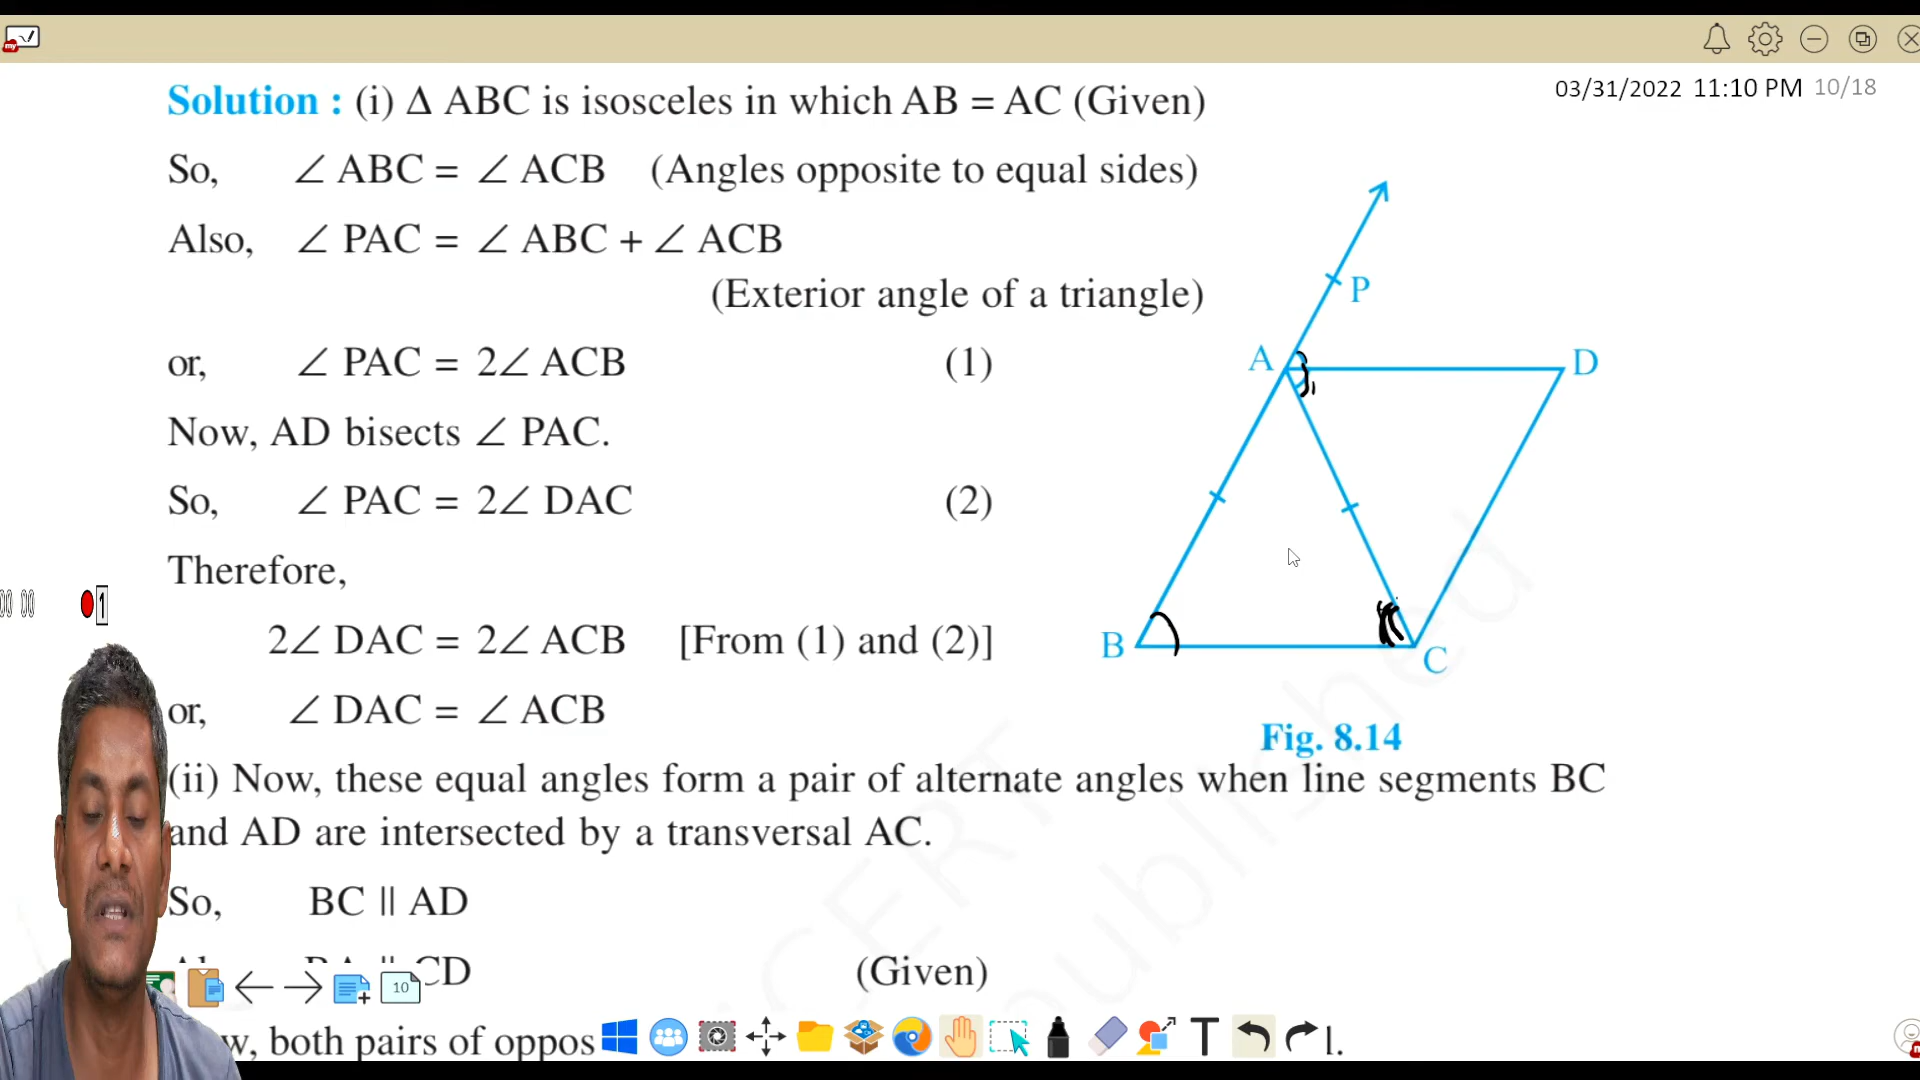 03/31/2022 11:10 PM 10/18
Solution : (i) Δ ABC is isosceles in which AB = AC (Given)
So, ∠ ABC = ∠ ACB (Angles opposite to equal sides)
Also, ∠ PAC = ∠ ABC + ∠ ACB
(Exterior angle of a triangle)
or, ∠ PAC = 2∠ ACB (1)
Now, AD bisects ∠ PAC.
So, ∠ PAC = 2∠ DAC (2)
Therefore,
2∠ DAC = 2∠ ACB [From (1) and (2)]
or, ∠ DAC = ∠ ACB
P
A
D
B
C
Fig. 8.14
(ii) Now, these equal angles form a pair of alternate angles when line segments BC
and AD are intersected by a transversal AC.
So, BC || AD
CD (Given)
both pairs of oppos
1
10
T